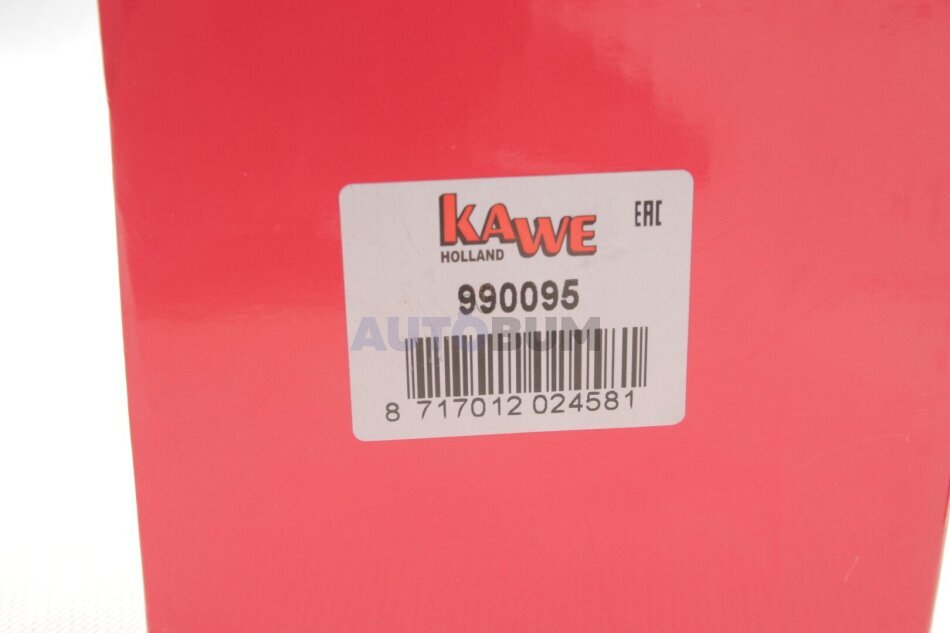 KAWE
HOLLAND
EAC
990095
AUTOBUM
8 717012 024581